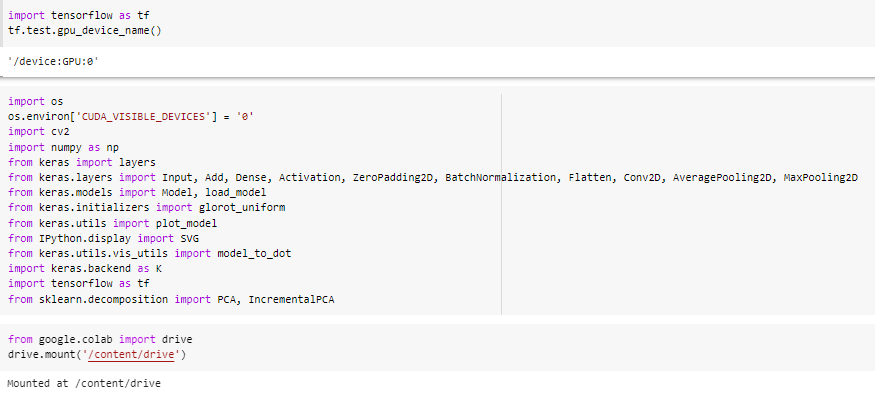 import tensorflow as tf
tf.test.gpu_device_name()
'/device:GPU:0'
import os
os.environ['CUDA_VISIBLE_DEVICES'] = '0'
import cv2
import numpy as np
from keras import layers
from keras.layers import Input, Add, Dense, Activation, ZeroPadding2D, BatchNormalization, Flatten, Conv2D, AveragePooling2D, MaxPooling2D
from keras.models import Model, load_model
from keras.initializers import glorot_uniform
from keras.utils import plot_model
from IPython.display import SVG
from keras.utils.vis_utils import model_to_dot
import keras.backend as K
import tensorflow as tf
from sklearn.decomposition import PCA, IncrementalPCA
from google.colab import drive
drive.mount('/content/drive')
Mounted at /content/drive